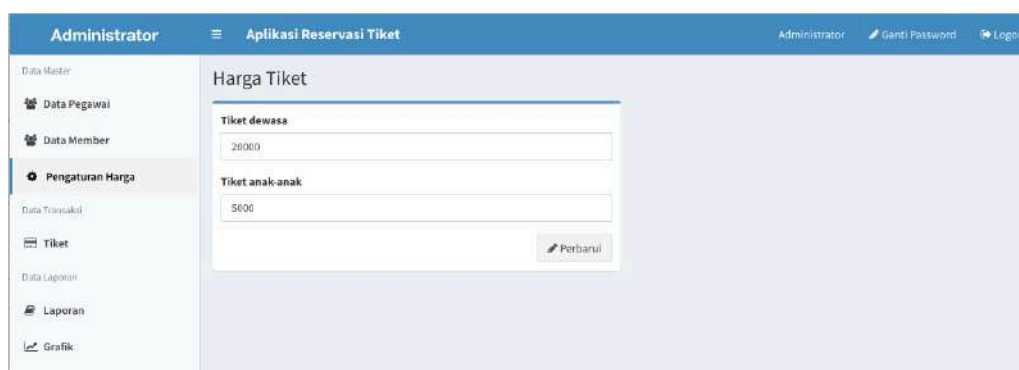 Administrator
Aplikasi Reservasi Tiket
Administrator
Ganti Password
Logo
Data Master
Data Pegawai
Data Member
Pengaturan Harga
Data Transaksi
Tiket
Data Laporan
Laporan
Grafik
Harga Tiket
Tiket dewasa
20000
Tiket anak-anak
5000
Perbarui